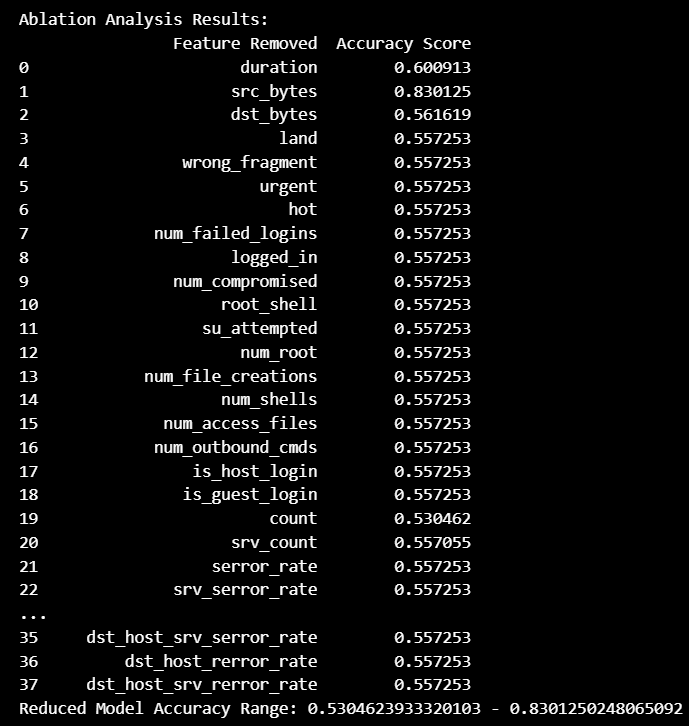 Ablation Analysis Results:
Feature Removed Accuracy Score
0 duration 0.600913
1 src_bytes 0.830125
2 dst_bytes 0.561619
3 land 0.557253
4 wrong_fragment 0.557253
5 urgent 0.557253
6 hot 0.557253
7 num_failed_logins 0.557253
8 logged_in 0.557253
9 num_compromised 0.557253
10 root_shell 0.557253
11 su_attempted 0.557253
12 num_root 0.557253
13 num_file_creations 0.557253
14 num_shells 0.557253
15 num_access_files 0.557253
16 num_outbound_cmds 0.557253
17 is_host_login 0.557253
18 is_guest_login 0.557253
19 count 0.530462
20 srv_count 0.557055
21 serror_rate 0.557253
22 srv_serror_rate 0.557253
...
35 dst_host_srv_serror_rate 0.557253
36 dst_host_rerror_rate 0.557253
37 dst_host_srv_rerror_rate 0.557253
Reduced Model Accuracy Range: 0.5304623933320103 - 0.8301250248065092